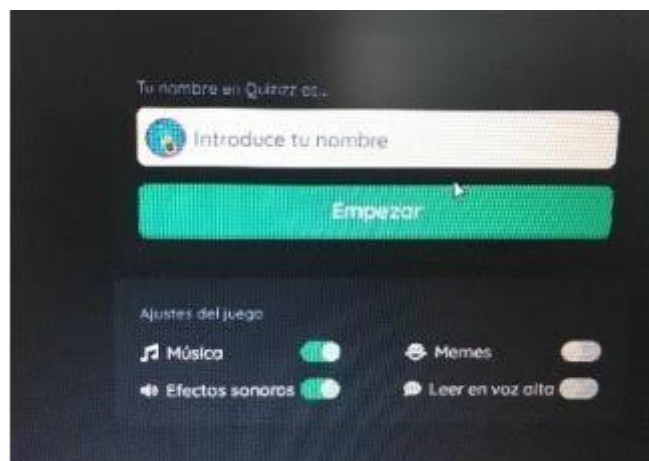 Tu nombre en Quizizz es...
Introduce tu nombre
Empezar
Ajustes del juego
Música
Memes
Efectos sonoros
Leer en voz alta